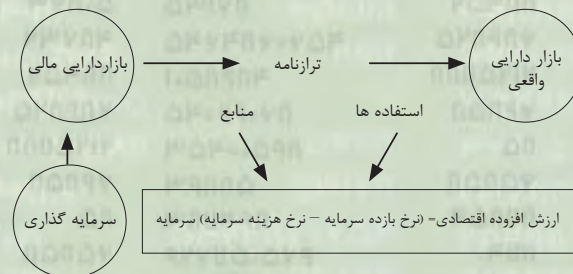 بازار دارایی
واقعی
ترازنامه
بازاردارایی مالی
استفاده ها
منابع
سرمایه گذاری
ارزش افزوده اقتصادی= (نرخ بازده سرمایه – نرخ هزینه سرمایه) سرمایه